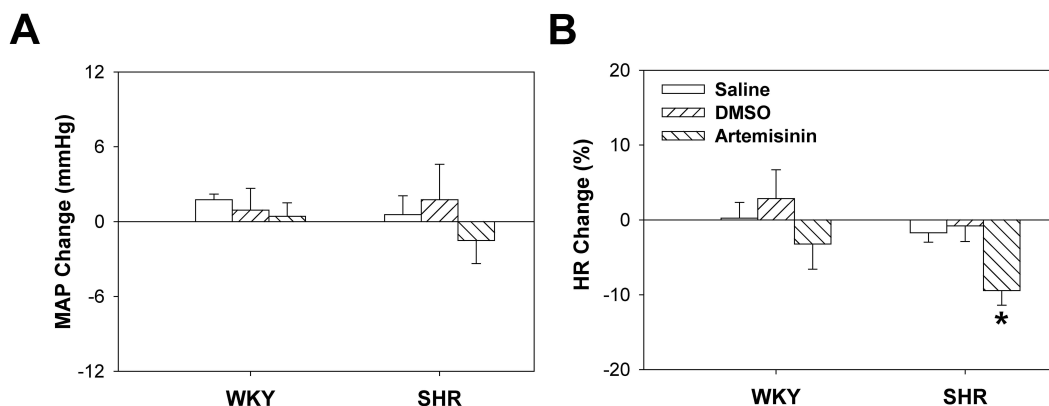 A
MAP Change (mmHg)
12
6
0
-6
-12
WKY
SHR
B
HR Change (%)
20
10
0
-10
-20
Saline
DMSO
Artemisinin
*
WKY
SHR